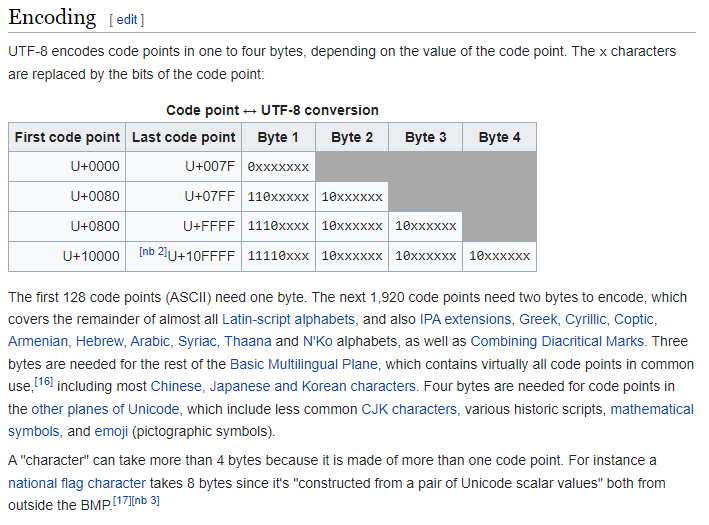 Encoding [ edit ]
UTF-8 encodes code points in one to four bytes, depending on the value of the code point. The x characters
are replaced by the bits of the code point:
Code point ↔ UTF-8 conversion
First code point Last code point Byte 1 Byte 2 Byte 3 Byte 4
U+0000 U+007F 0xxxxxxx
U+0080 U+07FF 110xxxxx 10xxxxxx
U+0800 U+FFFF 1110xxxx 10xxxxxx 10xxxxxx
U+10000 [nb 2]U+10FFFF 11110xxx 10xxxxxx 10xxxxxx 10xxxxxx
The first 128 code points (ASCII) need one byte. The next 1,920 code points need two bytes to encode, which
covers the remainder of almost all Latin-script alphabets, and also IPA extensions, Greek, Cyrillic, Coptic,
Armenian, Hebrew, Arabic, Syriac, Thaana and N'Ko alphabets, as well as Combining Diacritical Marks. Three
bytes are needed for the rest of the Basic Multilingual Plane, which contains virtually all code points in common
use,[16] including most Chinese, Japanese and Korean characters. Four bytes are needed for code points in
the other planes of Unicode, which include less common CJK characters, various historic scripts, mathematical
symbols, and emoji (pictographic symbols).
A "character" can take more than 4 bytes because it is made of more than one code point. For instance a
national flag character takes 8 bytes since it's "constructed from a pair of Unicode scalar values" both from
outside the BMP.[17][nb 3]